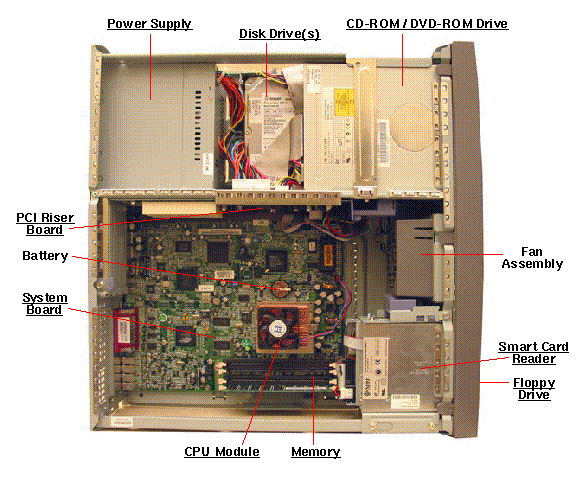 Power Supply
Disk Drive(s)
CD-ROM / DVD-ROM Drive
PCI Riser
Board
Battery
System
Board
Fan
Assembly
Smart Card
Reader
Floppy
Drive
CPU Module
Memory